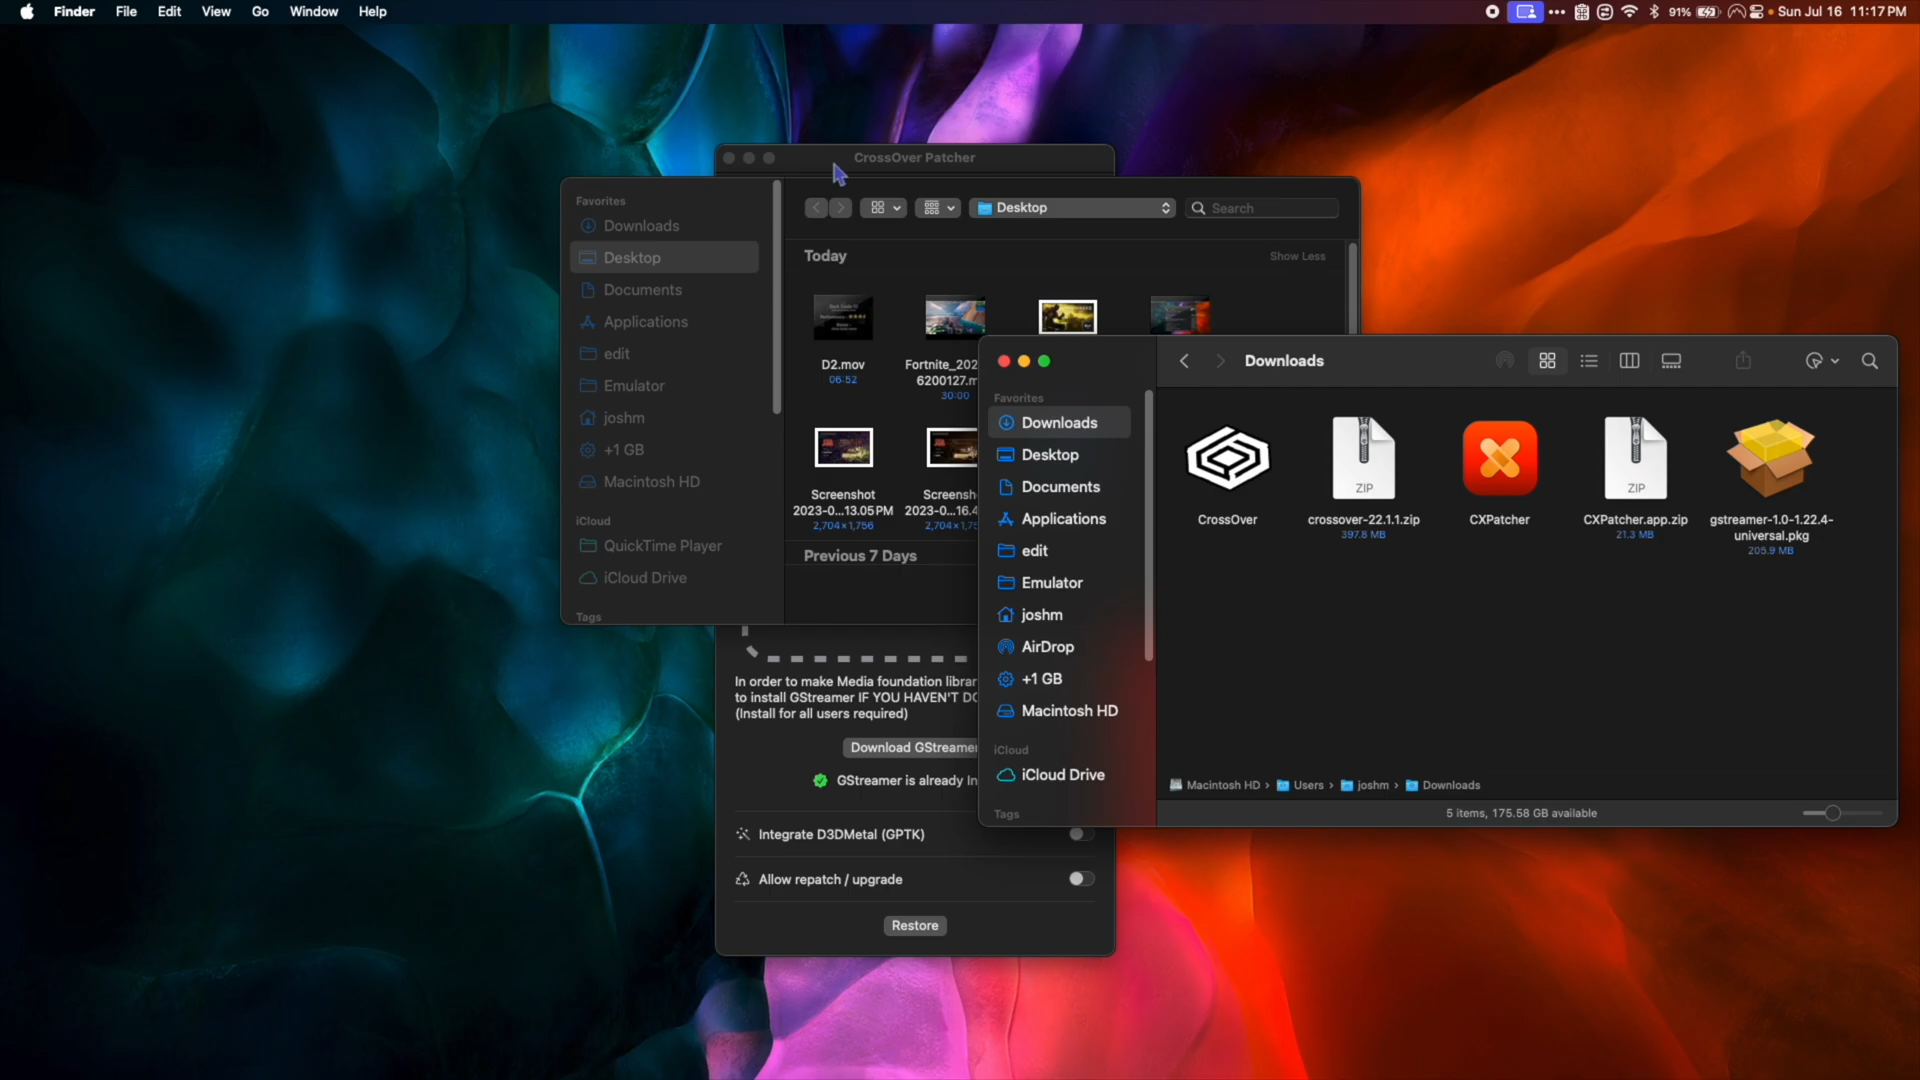 Finder File Edit View Go Window Help
91% Sun Jul 16 11:17 PM
CrossOver Patcher
Favorites
Downloads
Desktop
Documents
Applications
edit
Emulator
joshm
+1 GB
Macintosh HD
iCloud
QuickTime Player
iCloud Drive
Tags
Desktop
Search
Today
Show Less
D2.mov
06:52
Fortnite_202
6200127.m
30:00
Screenshot
2023-0...13.05 PM
2,704×1,756
Screensh
2023-0...16.4
2,704×1,75
Previous 7 Days
In order to make Media foundation librar
to install GStreamer IF YOU HAVEN'T DO
(Install for all users required)
Download GStreamer
GStreamer is already In
Integrate D3DMetal (GPTK)
Allow repatch / upgrade
Restore
Favorites
Downloads
Desktop
Documents
Applications
edit
Emulator
joshm
AirDrop
+1 GB
Macintosh HD
iCloud
iCloud Drive
Tags
Downloads
CrossOver
ZIP
crossover-22.1.1.zip
397.8 MB
CXPatcher
ZIP
CXPatcher.app.zip
21.3 MB
gstreamer-1.0-1.22.4-
universal.pkg
205.9 MB
Macintosh HD › Users › joshm › Downloads
5 items, 175.58 GB available